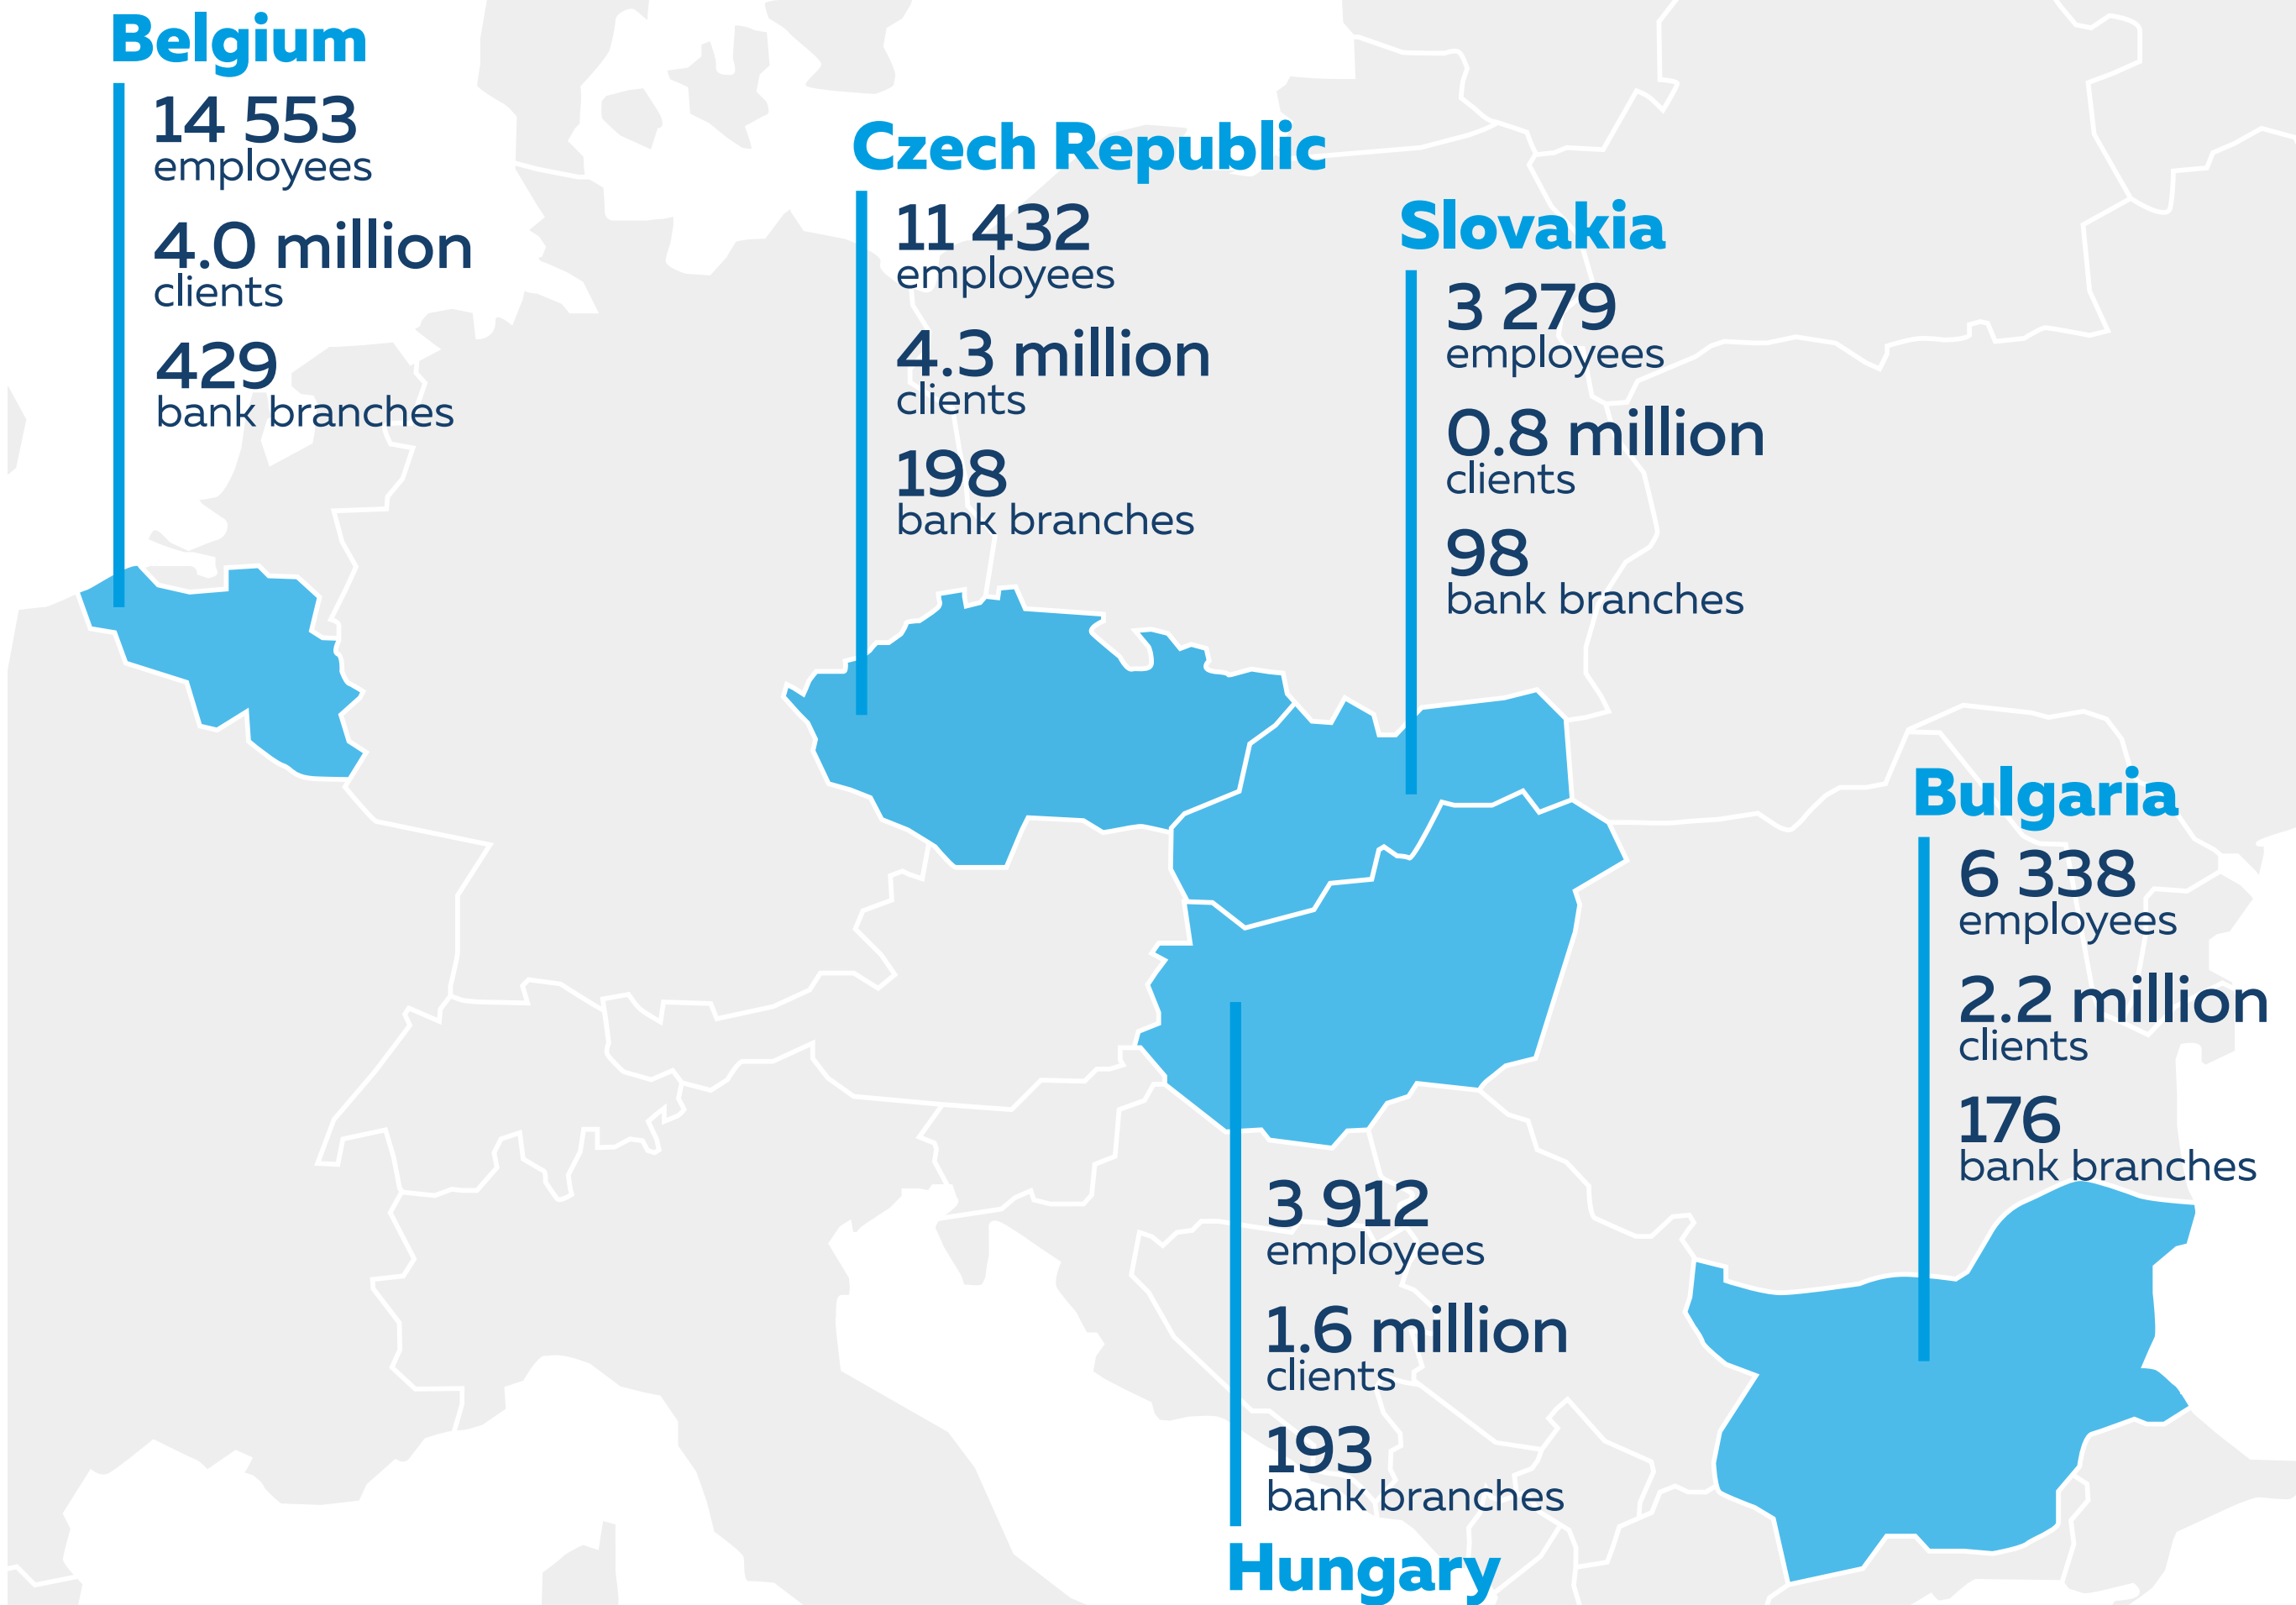 Belgium
14 553
employees
4.0 million
clients
429
bank branches
Czech Republic
11 432
employees
4.3 million
clients
198
bank branches
Slovakia
3 279
employees
0.8 million
clients
98
bank branches
Bulgaria
6 338
employees
2.2 million
clients
176
bank branches
3 912
employees
1.6 million
clients
193
bank branches
Hungary